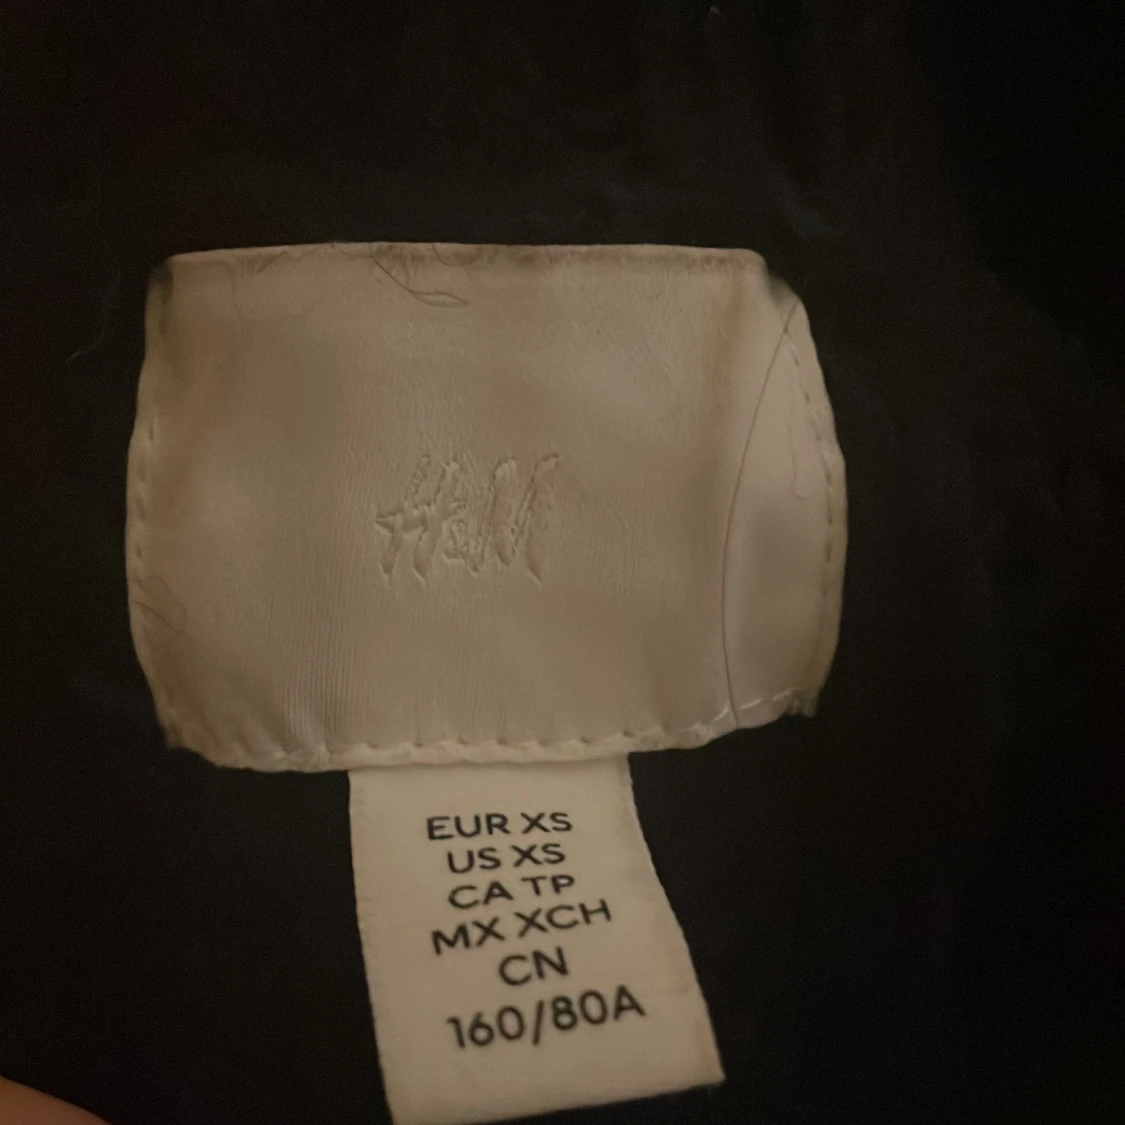 H&M
EUR XS
US XS
CA TP
MX XCH
CN
160/80A